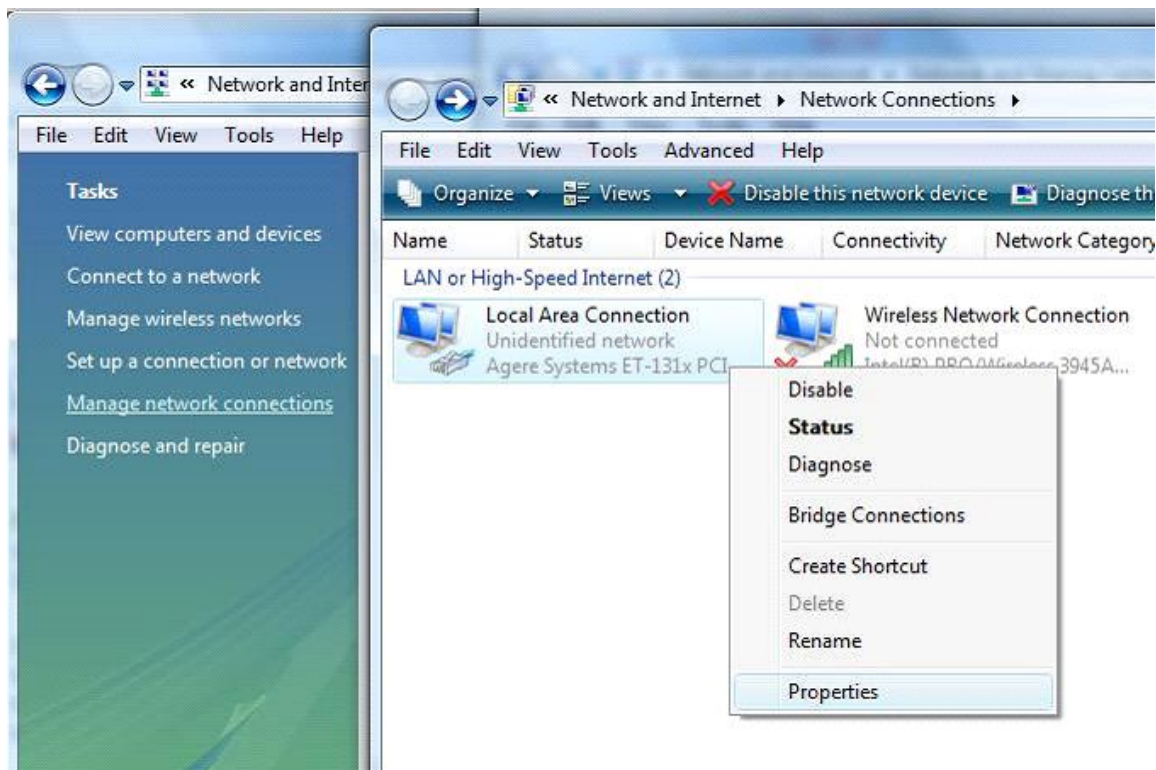 « Network and Inter
File Edit View Tools Help
Tasks
View computers and devices
Connect to a network
Manage wireless networks
Set up a connection or network
Manage network connections
Diagnose and repair
« Network and Internet Network Connections
File Edit View Tools Advanced Help
Organize Views Disable this network device Diagnose th
Name Status Device Name Connectivity Network Category
LAN or High-Speed Internet (2)
Local Area Connection
Unidentified network
Agere Systems ET-131x PCI
Wireless Network Connection
Not connected
Intel(R) PRO/Wireless 3945A...
Disable
Status
Diagnose
Bridge Connections
Create Shortcut
Delete
Rename
Properties